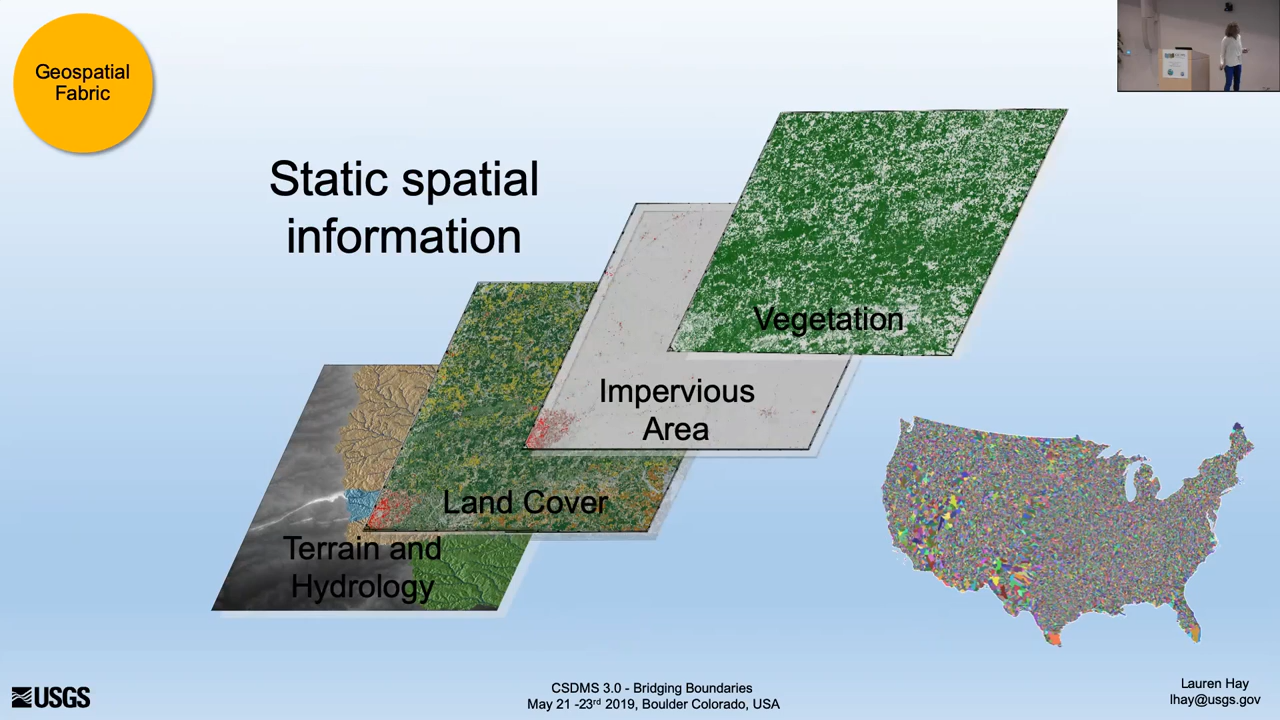 Geospatial
Fabric
Static spatial
information
Vegetation
Impervious
Area
Land Cover
Terrain and
Hydrology
USGS
CSDMS 3.0 - Bridging Boundaries
May 21 -23rd 2019, Boulder Colorado, USA
Lauren Hay
lhay@usgs.gov